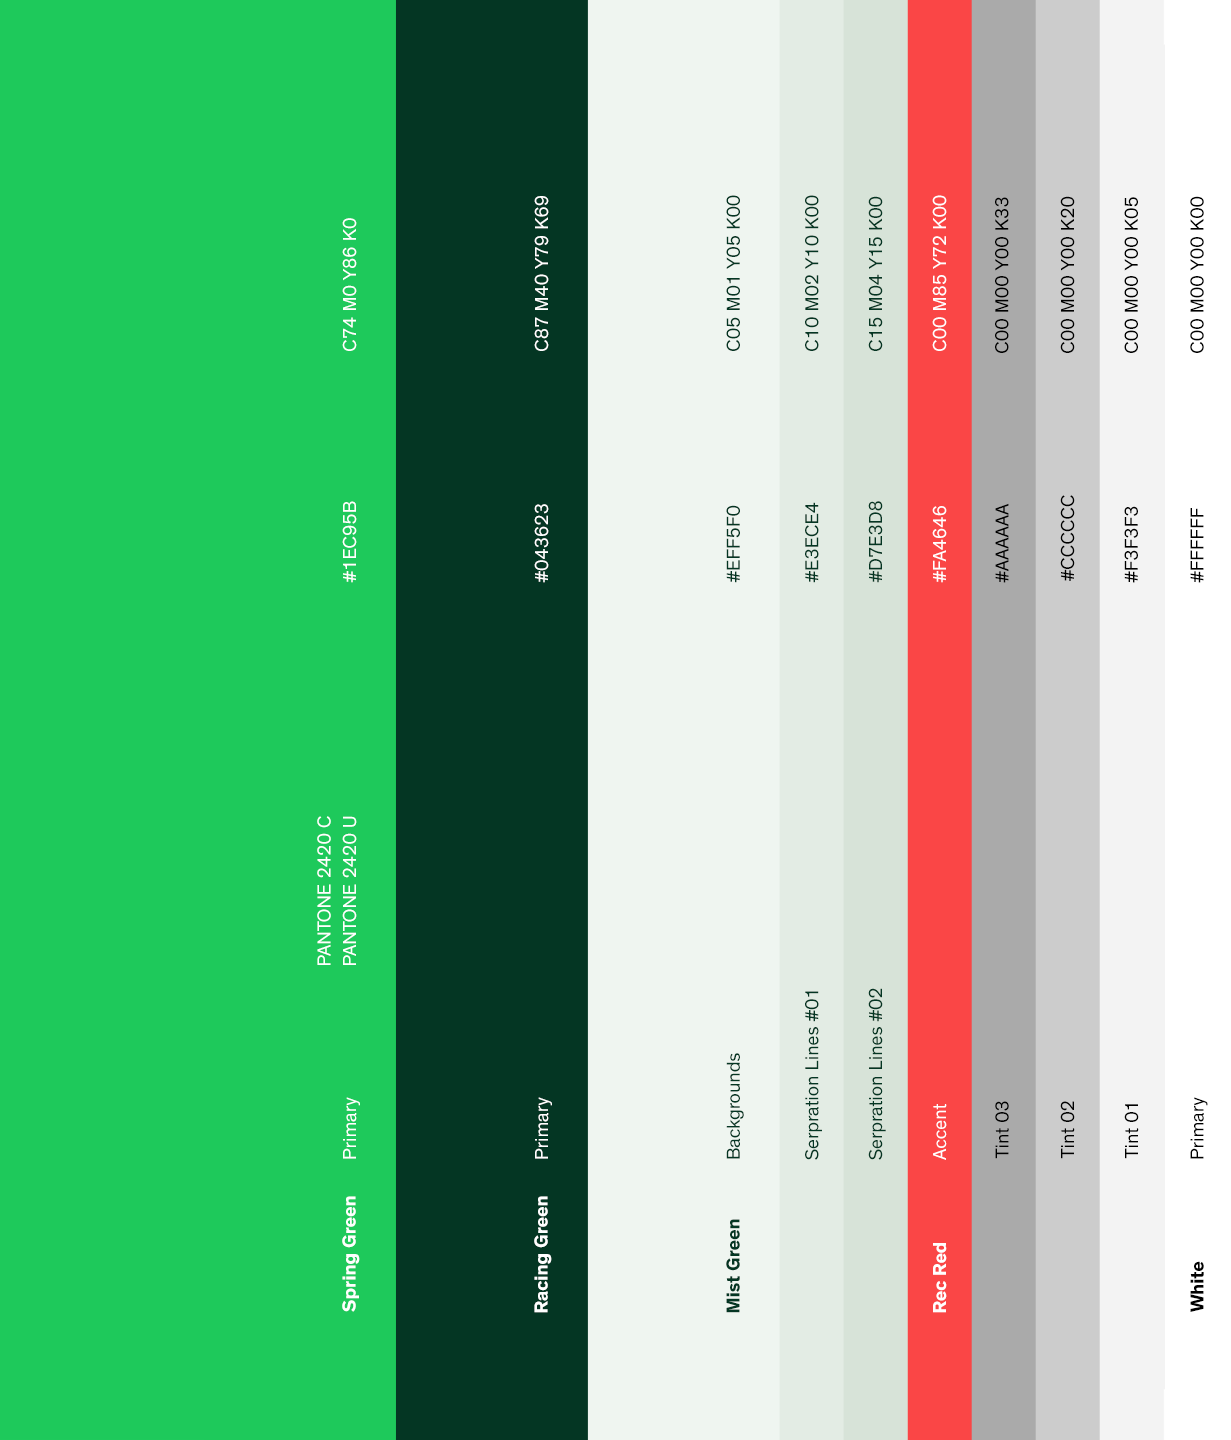 Spring Green
Primary
PANTONE 2420 C
PANTONE 2420 U
#1EC95B
C74 M0 Y86 K0
Racing Green
Primary
#043623
C87 M40 Y79 K69
Mist Green
Backgrounds
#EFF5F0
C05 M01 Y05 K00
Serpration Lines #01
#E3ECE4
C10 M02 Y10 K00
Serpration Lines #02
#D7E3D8
C15 M04 Y15 K00
Rec Red
Accent
#FA4646
C00 M85 Y72 K00
Tint 03
#AAAAAA
C00 M00 Y00 K33
Tint 02
#CCCCCC
C00 M00 Y00 K20
Tint 01
#F3F3F3
C00 M00 Y00 K05
White
Primary
#FFFFFF
C00 M00 Y00 K00